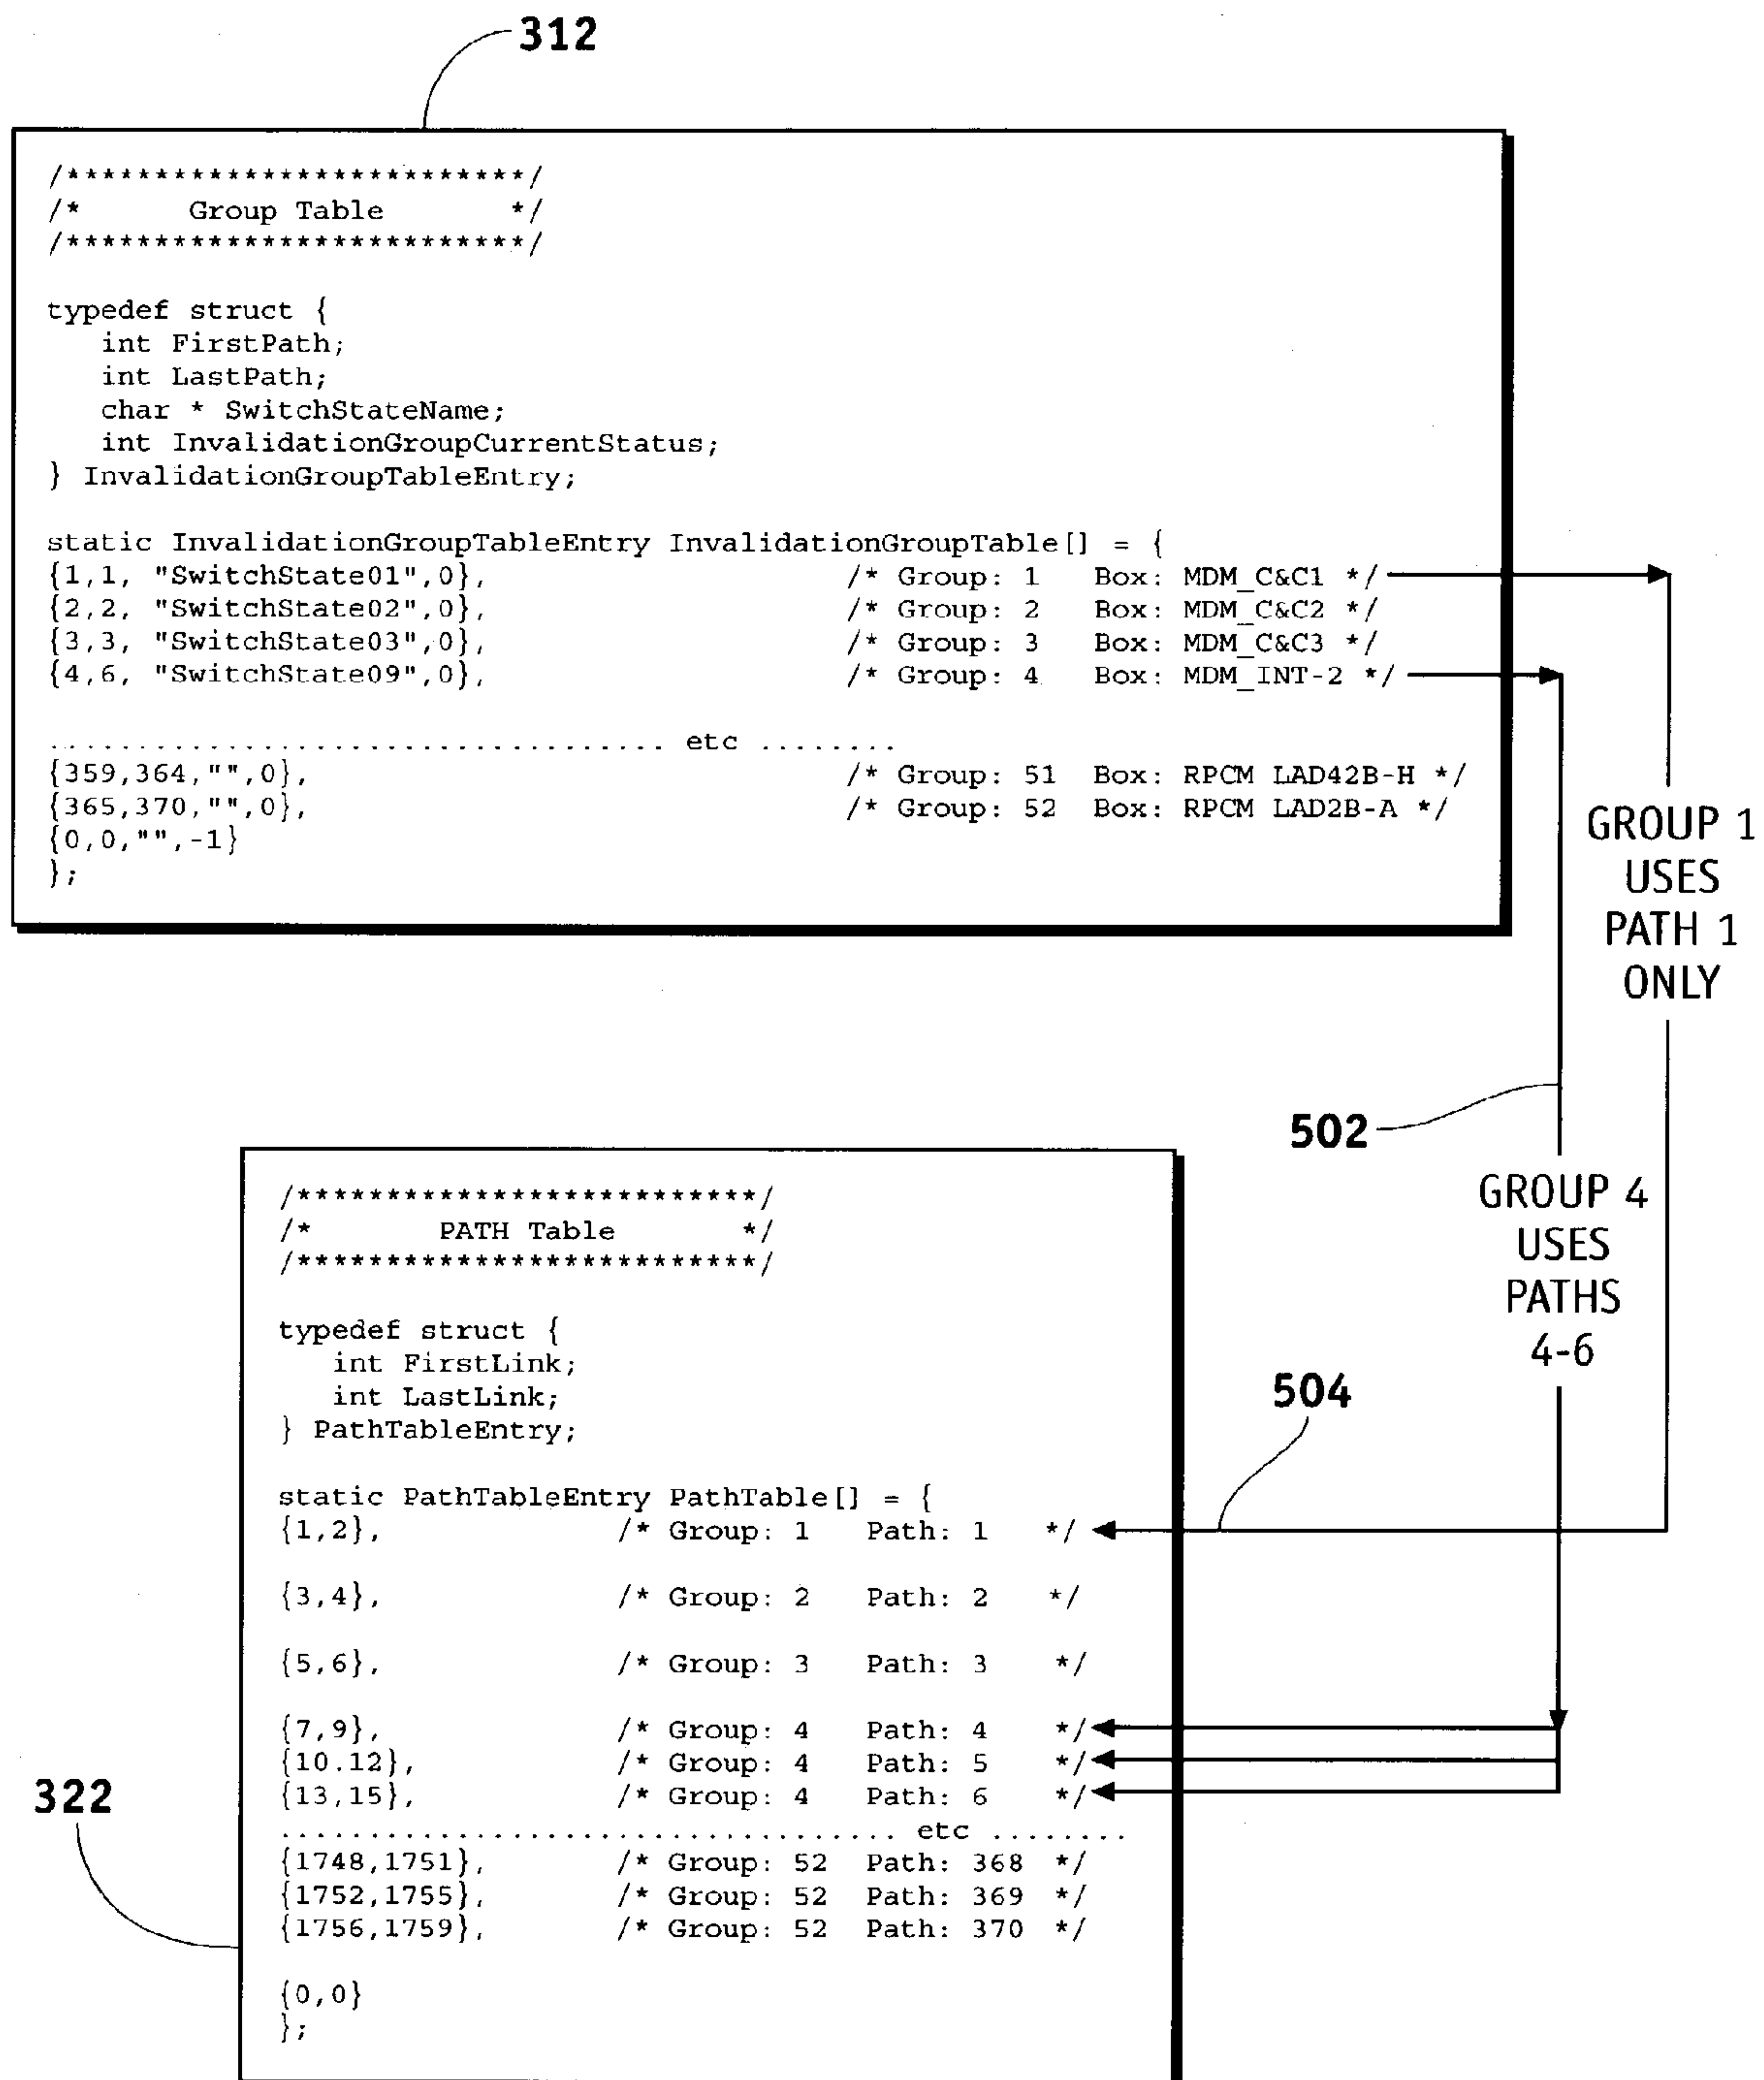 312
/**************************/
/* Group Table */
/**************************/
typedef struct {
int FirstPath;
int LastPath;
char * SwitchStateName;
int InvalidationGroupCurrentStatus;
} InvalidationGroupTableEntry;
static InvalidationGroupTableEntry InvalidationGroupTable[] = {
{1,1, "SwitchState01",0}, /* Group: 1 Box: MDM_C&C1 */
{2,2, "SwitchState02",0}, /* Group: 2 Box: MDM_C&C2 */
{3,3, "SwitchState03",0}, /* Group: 3 Box: MDM_C&C3 */
{4,6, "SwitchState09",0}, /* Group: 4 Box: MDM_INT-2 */
................................... etc ........
{359,364,"",0}, /* Group: 51 Box: RPCM LAD42B-H */
{365,370,"",0}, /* Group: 52 Box: RPCM LAD2B-A */
{0,0,"",-1}
};
GROUP 1
USES
PATH 1
ONLY
502
GROUP 4
USES
PATHS
4-6
504
/**************************/
/* PATH Table */
/**************************/
typedef struct {
int FirstLink;
int LastLink;
} PathTableEntry;
static PathTableEntry PathTable[] = {
{1,2}, /* Group: 1 Path: 1 */
{3,4}, /* Group: 2 Path: 2 */
{5,6}, /* Group: 3 Path: 3 */
{7,9}, /* Group: 4 Path: 4 */
{10.12}, /* Group: 4 Path: 5 */
{13,15}, /* Group: 4 Path: 6 */
................................... etc ........
{1748,1751}, /* Group: 52 Path: 368 */
{1752,1755}, /* Group: 52 Path: 369 */
{1756,1759}, /* Group: 52 Path: 370 */
{0,0}
};
322